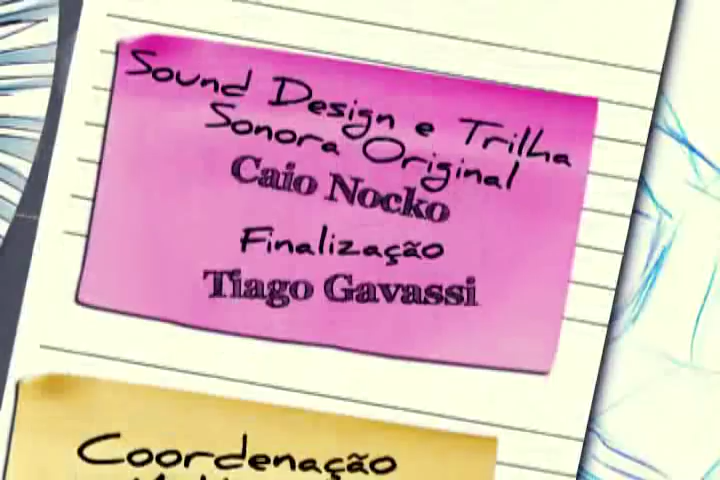 Sound Design e Trilha
Sonora Original
Caio Nocko
Finalização
Tiago Gavassi
Coordenação